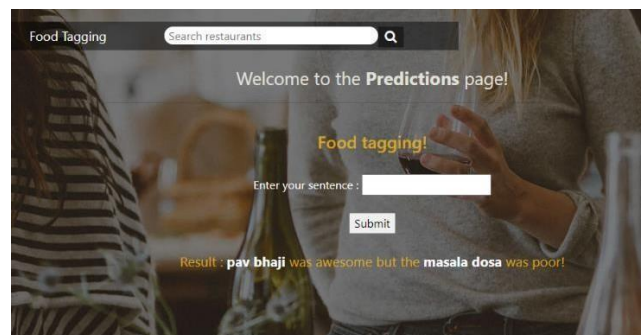 Food Tagging
Search restaurants
Welcome to the Predictions page!
Food tagging!
Enter your sentence :
Submit
Result : pav bhaji was awesome but the masala dosa was poor!